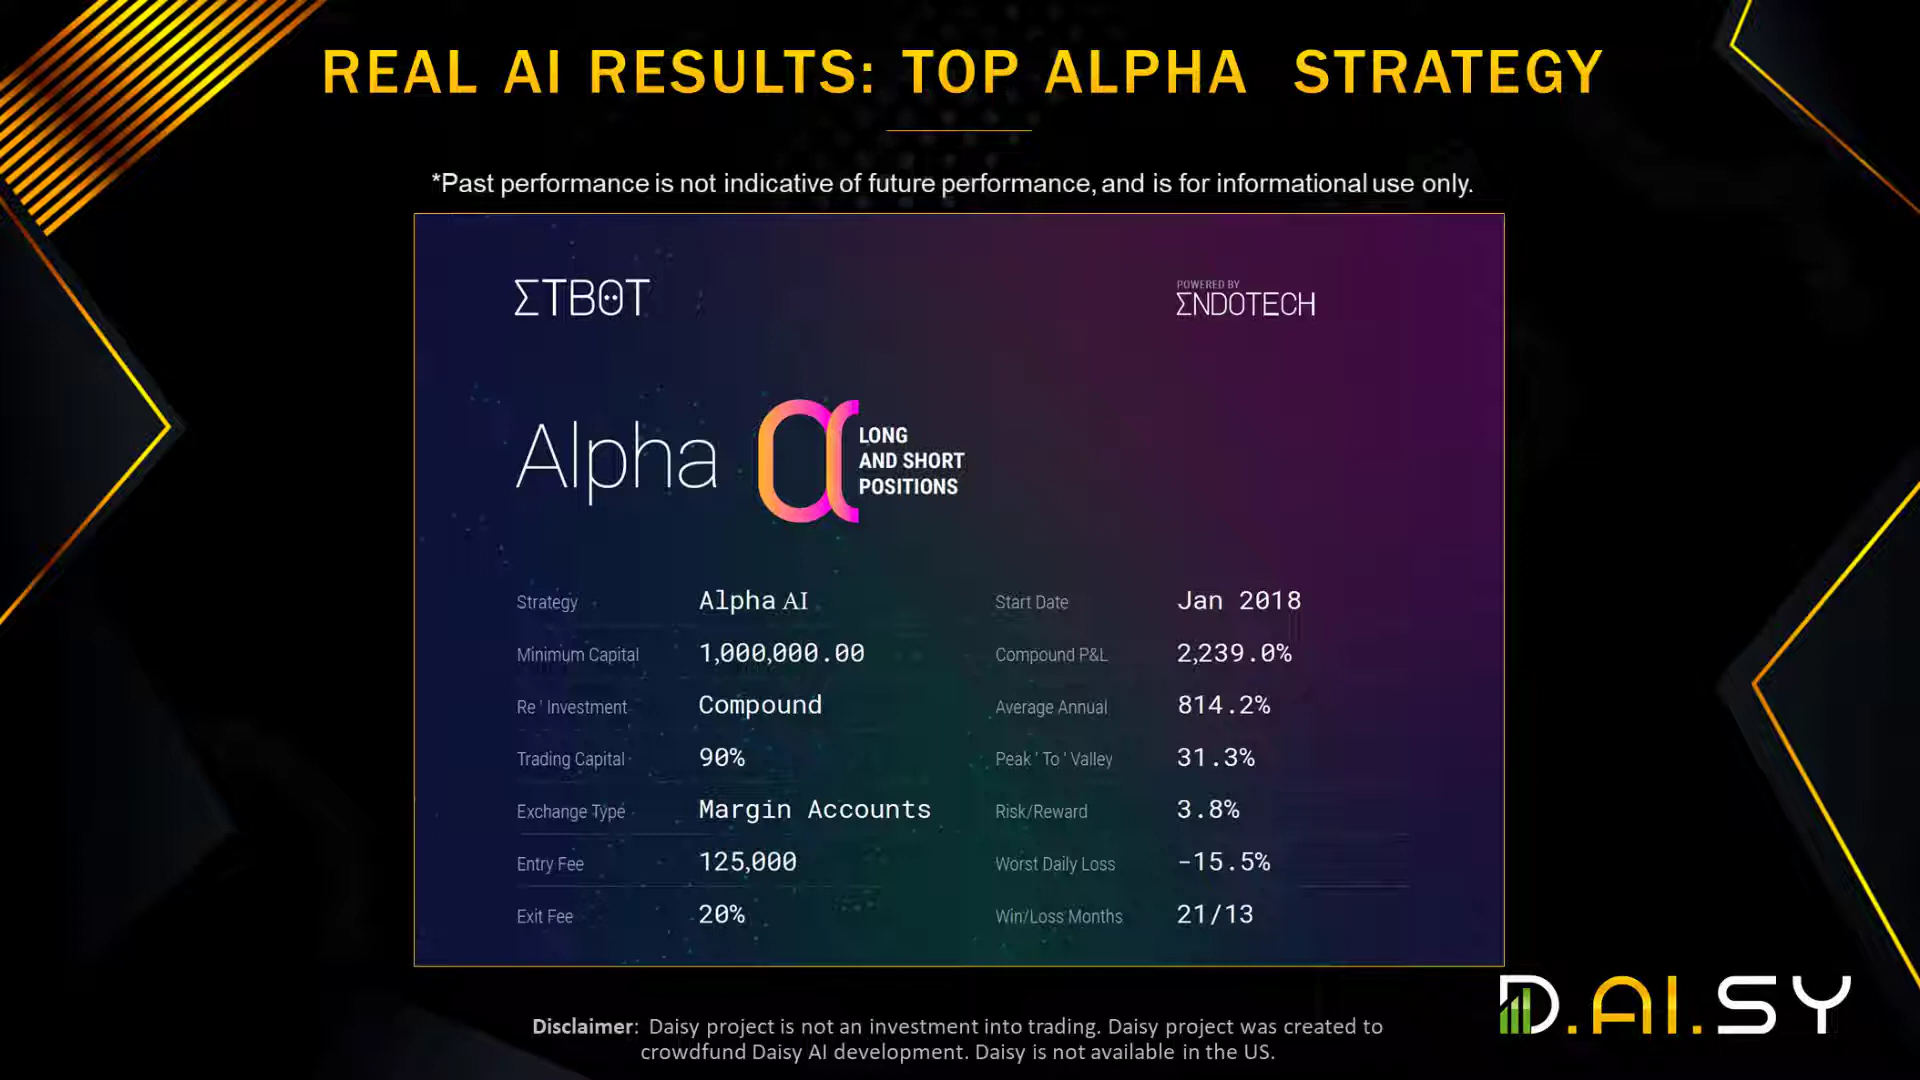 REAL AI RESULTS: TOP ALPHA STRATEGY
*Past performance is not indicative of future performance, and is for informational use only.
ΣTBOT
POWERED BY
ΣNDOTECH
Alpha
α
LONG
AND SHORT
POSITIONS
Strategy Alpha AI Start Date Jan 2018
Minimum Capital 1,000,000.00 Compound P&L 2,239.0%
Re ' Investment Compound Average Annual 814.2%
Trading Capital 90% Peak ' To ' Valley 31.3%
Exchange Type Margin Accounts Risk/Reward 3.8%
Entry Fee 125,000 Worst Daily Loss -15.5%
Exit Fee 20% Win/Loss Months 21/13
D.AI.SY
Disclaimer: Daisy project is not an investment into trading. Daisy project was created to
crowdfund Daisy AI development. Daisy is not available in the US.